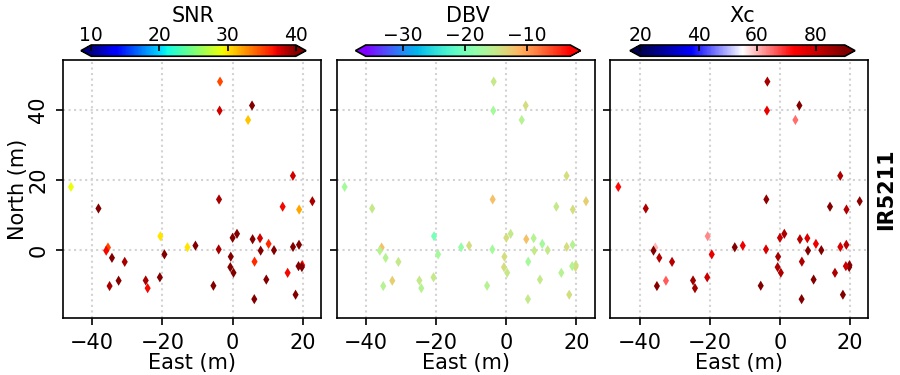 SNR DBV Xc
10 20 30 40 −30 −20 −10 20 40 60 80
40
20
0
North (m)
IR5211
−40 −20 0 20 −40 −20 0 20 −40 −20 0 20
East (m) East (m) East (m)